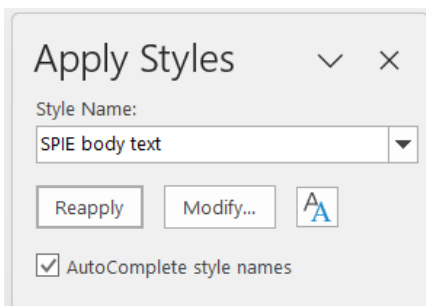 Apply Styles
Style Name:
SPIE body text
Reapply Modify...
AutoComplete style names